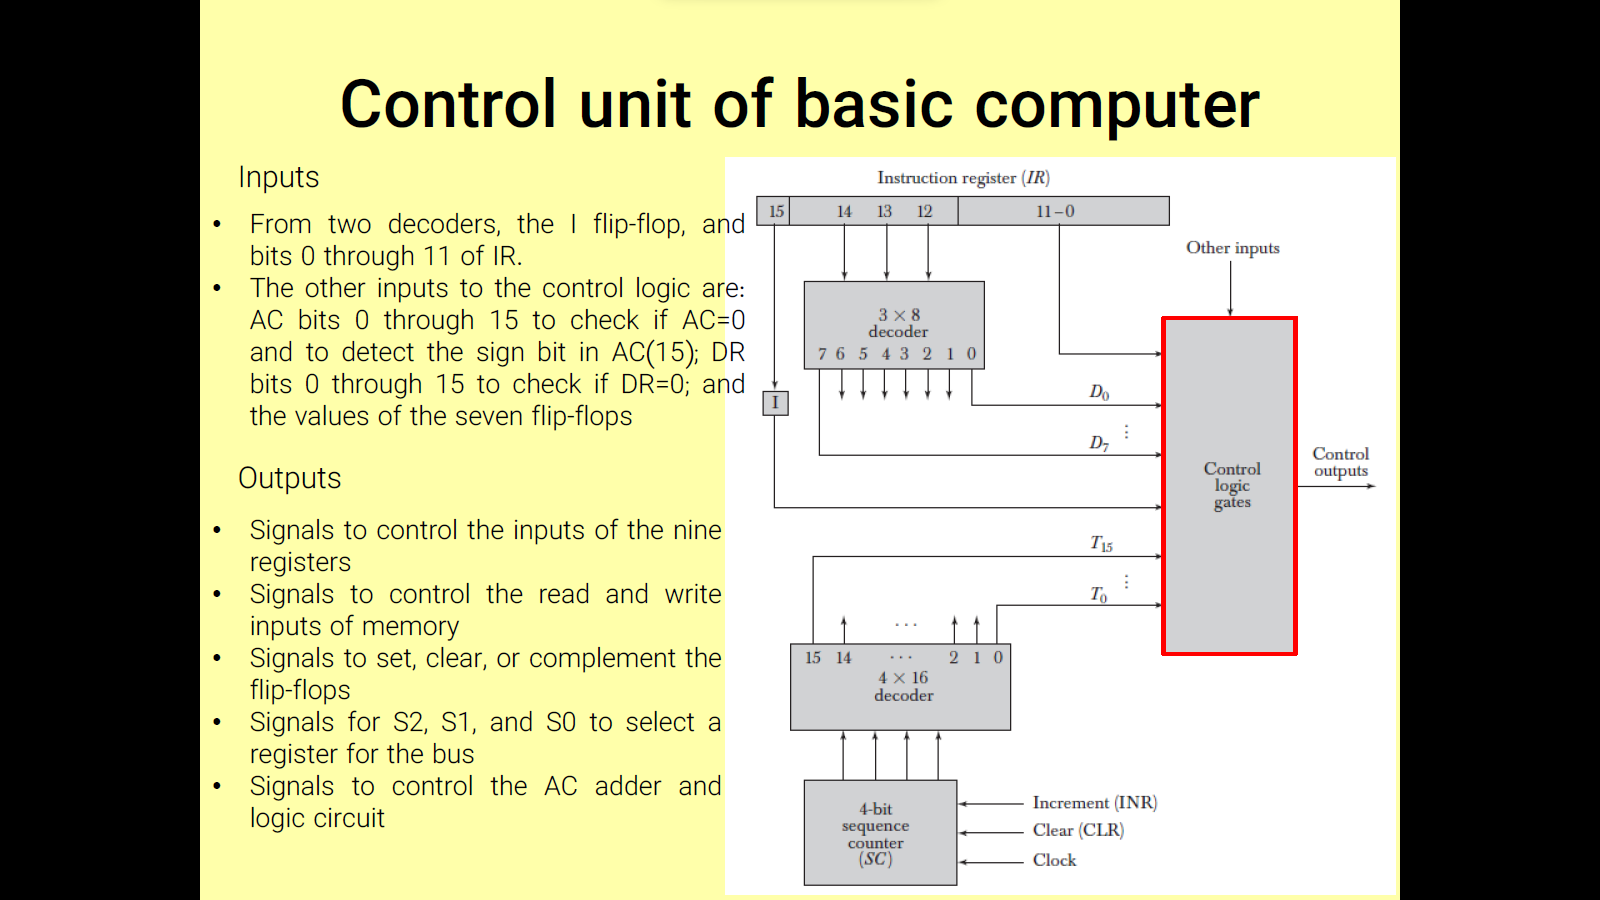 Control unit of basic computer
Inputs
• From two decoders, the I flip-flop, and
bits 0 through 11 of IR.
• The other inputs to the control logic are:
AC bits 0 through 15 to check if AC=0
and to detect the sign bit in AC(15); DR
bits 0 through 15 to check if DR=0; and
the values of the seven flip-flops
Outputs
• Signals to control the inputs of the nine
registers
• Signals to control the read and write
inputs of memory
• Signals to set, clear, or complement the
flip-flops
• Signals for S2, S1, and S0 to select a
register for the bus
• Signals to control the AC adder and
logic circuit
Instruction register (IR)
15 14 13 12 11–0
Other inputs
3 × 8
decoder
7 6 5 4 3 2 1 0
I
D0
⋮
D7
Control
logic
gates
Control
outputs
T15
⋮
T0
· · ·
15 14 · · · 2 1 0
4 × 16
decoder
4-bit
sequence
counter
(SC)
Increment (INR)
Clear (CLR)
Clock